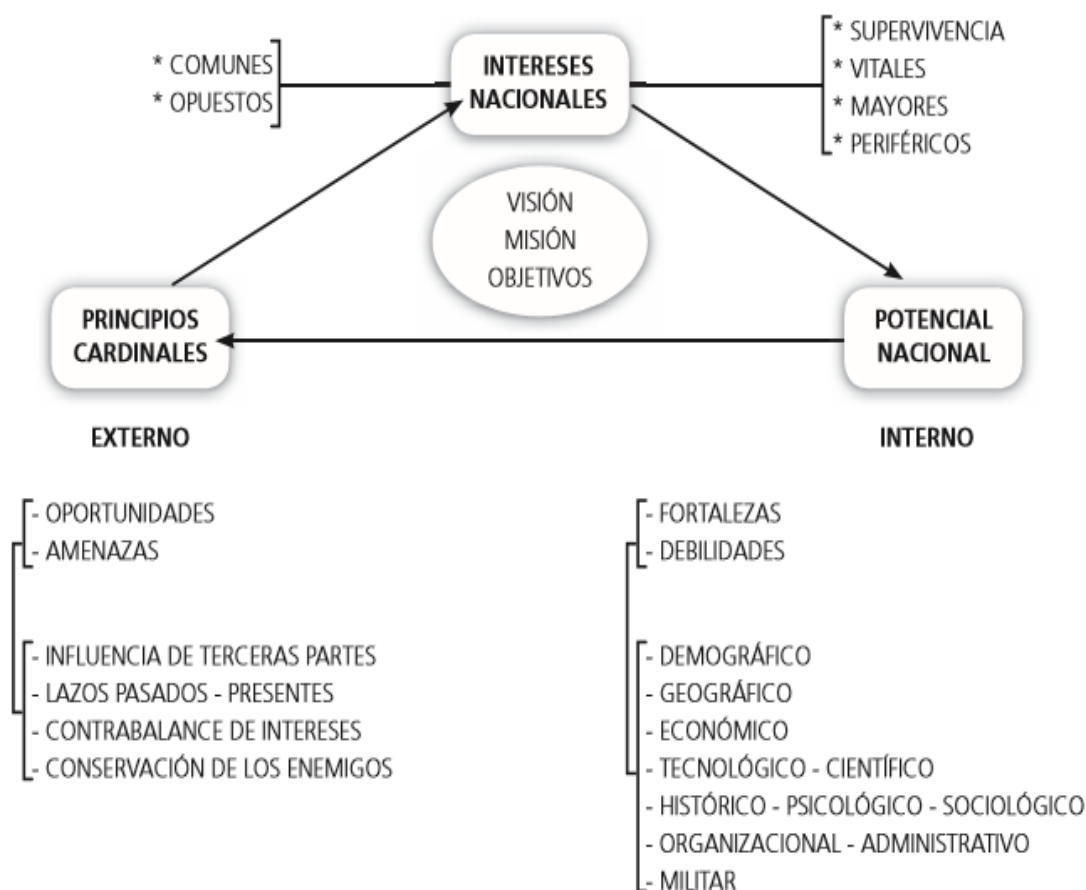 * COMUNES
* OPUESTOS
INTERESES
NACIONALES
* SUPERVIVENCIA
* VITALES
* MAYORES
* PERIFÉRICOS
VISIÓN
MISIÓN
OBJETIVOS
PRINCIPIOS
CARDINALES
POTENCIAL
NACIONAL
EXTERNO
INTERNO
- OPORTUNIDADES
- AMENAZAS
- INFLUENCIA DE TERCERAS PARTES
- LAZOS PASADOS - PRESENTES
- CONTRABALANCE DE INTERESES
- CONSERVACIÓN DE LOS ENEMIGOS
- FORTALEZAS
- DEBILIDADES
- DEMOGRÁFICO
- GEOGRÁFICO
- ECONÓMICO
- TECNOLÓGICO - CIENTÍFICO
- HISTÓRICO - PSICOLÓGICO - SOCIOLÓGICO
- ORGANIZACIONAL - ADMINISTRATIVO
- MILITAR